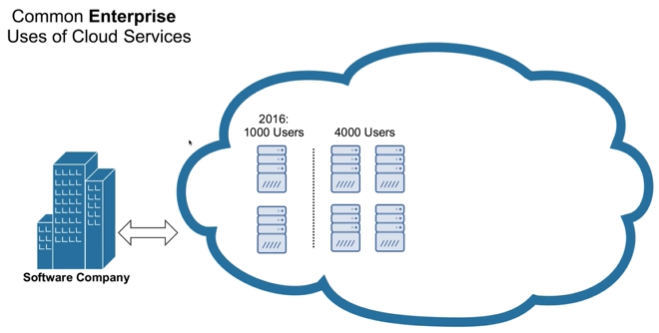 Common Enterprise
Uses of Cloud Services
2016:
1000 Users
4000 Users
Software Company